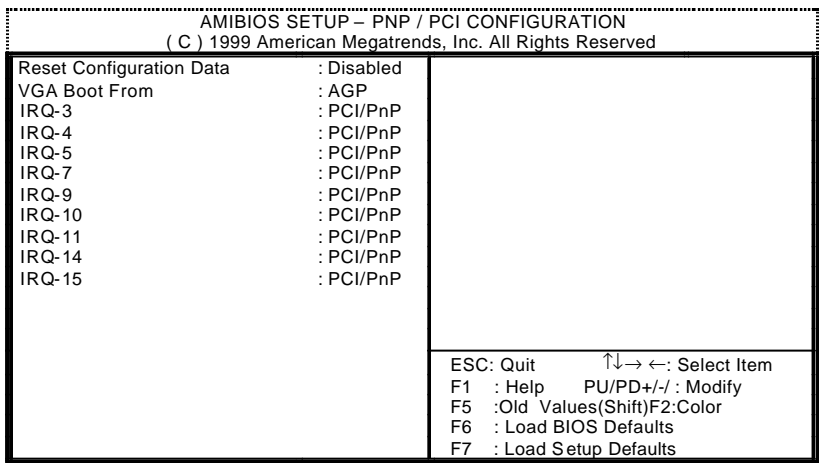 AMIBIOS SETUP – PNP / PCI CONFIGURATION
( C ) 1999 American Megatrends, Inc. All Rights Reserved
Reset Configuration Data : Disabled
VGA Boot From : AGP
IRQ-3 : PCI/PnP
IRQ-4 : PCI/PnP
IRQ-5 : PCI/PnP
IRQ-7 : PCI/PnP
IRQ-9 : PCI/PnP
IRQ-10 : PCI/PnP
IRQ-11 : PCI/PnP
IRQ-14 : PCI/PnP
IRQ-15 : PCI/PnP
ESC: Quit ↑↓→ ←: Select Item
F1 : Help PU/PD+/-/ : Modify
F5 :Old Values(Shift)F2:Color
F6 : Load BIOS Defaults
F7 : Load Setup Defaults